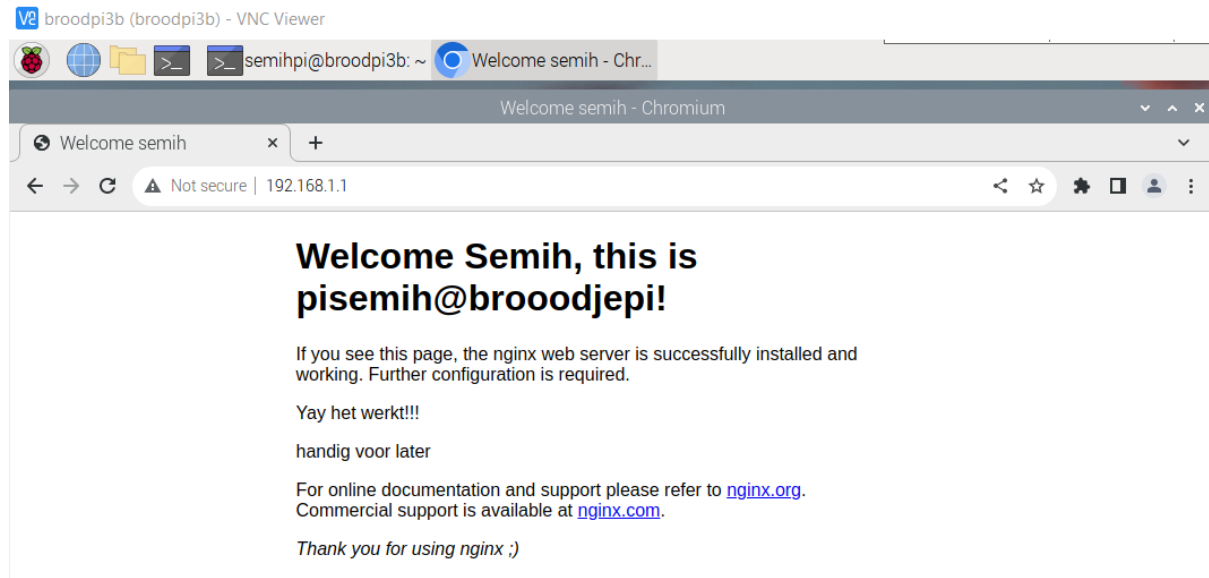 broodpi3b (broodpi3b) - VNC Viewer
semihpi@broodpi3b: ~ Welcome semih - Chr...
Welcome semih - Chromium
Welcome semih
Not secure | 192.168.1.1
Welcome Semih, this is
pisemih@brooodjepi!
If you see this page, the nginx web server is successfully installed and
working. Further configuration is required.
Yay het werkt!!!
handig voor later
For online documentation and support please refer to nginx.org.
Commercial support is available at nginx.com.
Thank you for using nginx ;)